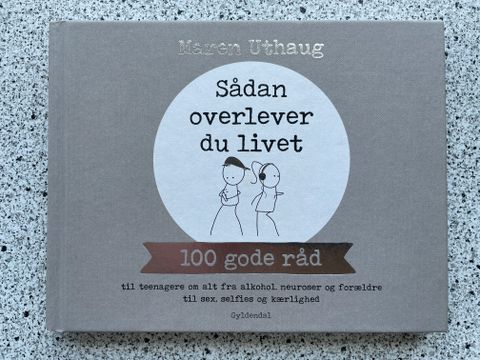 Maren Uthaug
Sådan
overlever
du livet
100 gode råd
til teenagere om alt fra alkohol, neuroser og forældre
til sex, selfies og kærlighed
Gyldendal